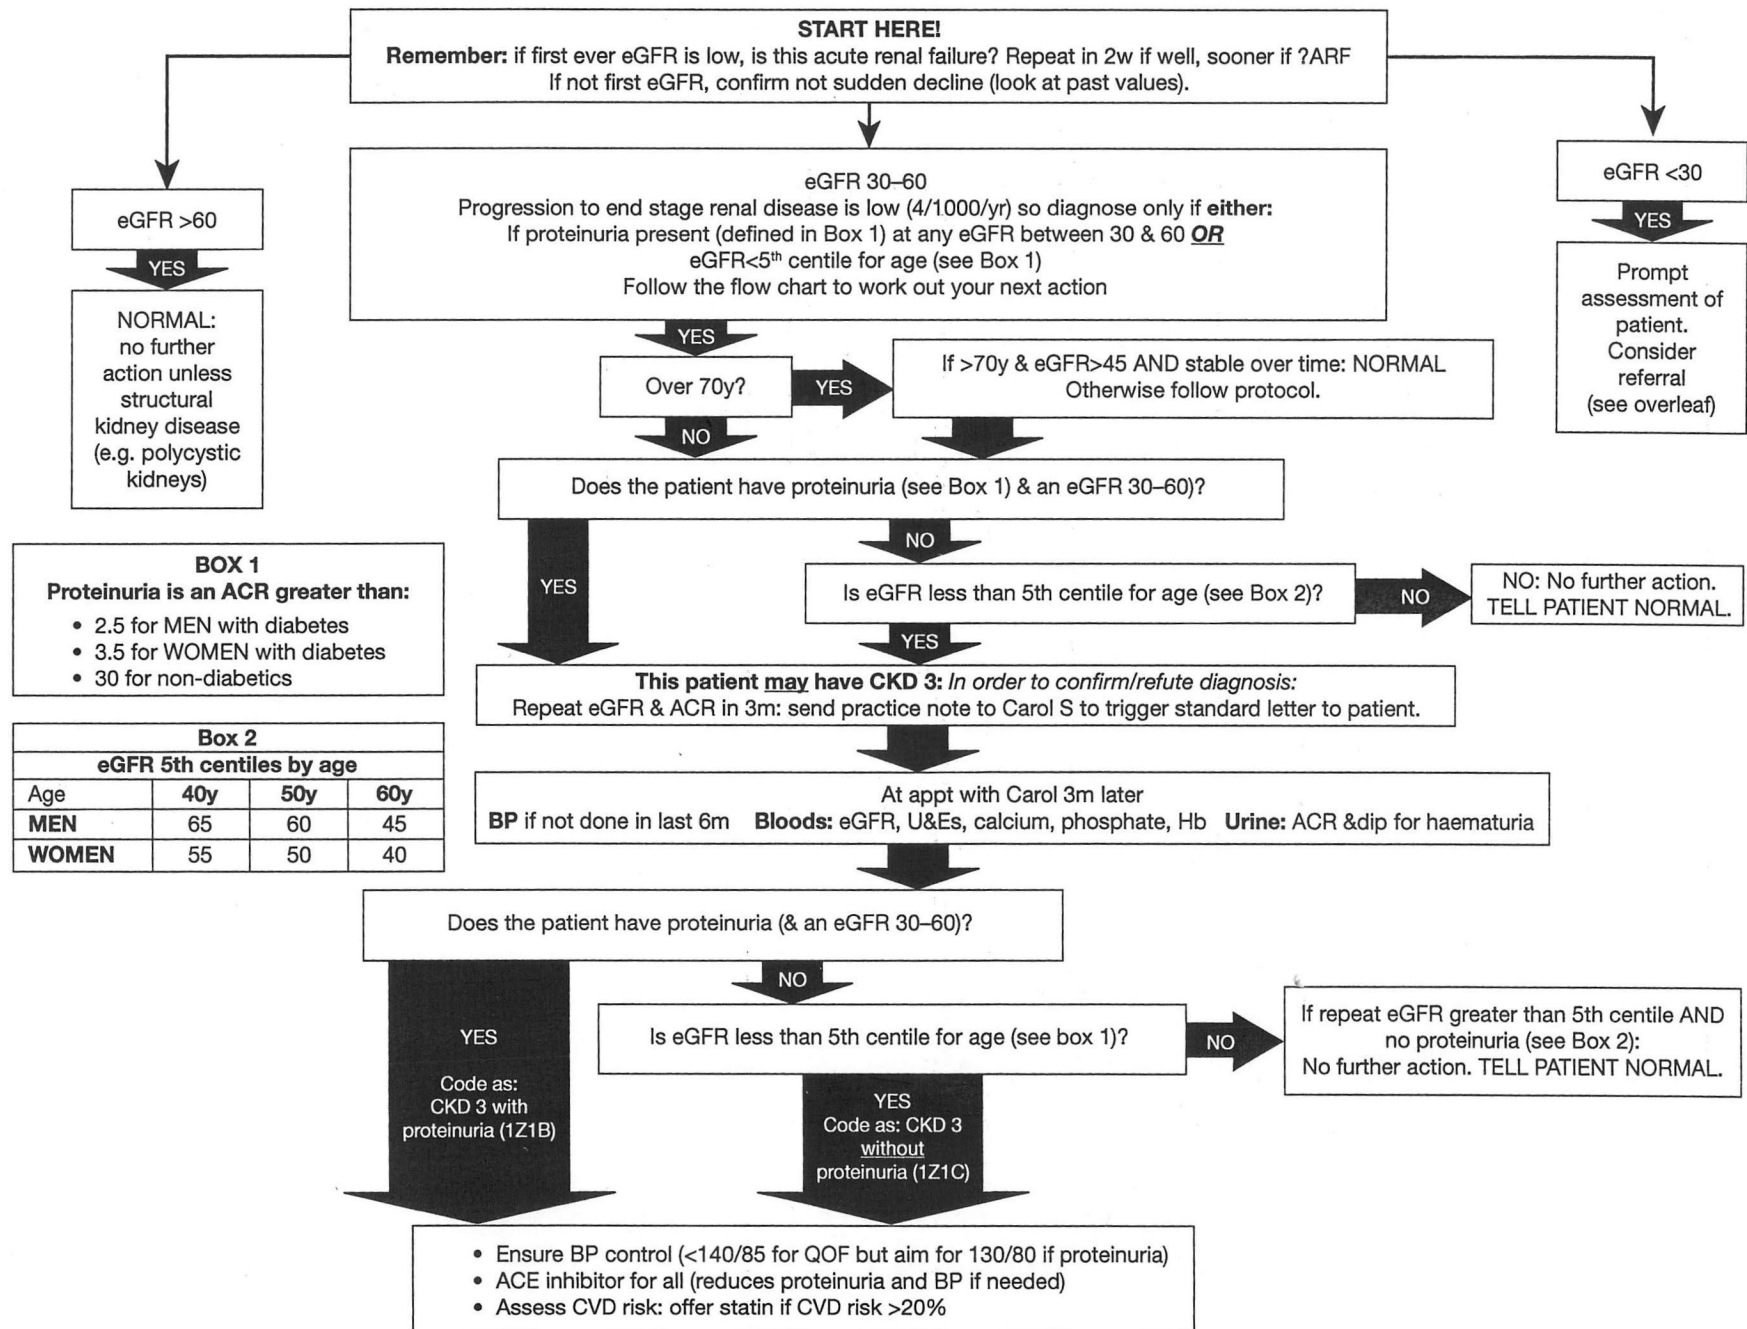 START HERE!
Remember: if first ever eGFR is low, is this acute renal failure? Repeat in 2w if well, sooner if ?ARF
If not first eGFR, confirm not sudden decline (look at past values).
eGFR >60
YES
NORMAL:
no further
action unless
structural
kidney disease
(e.g. polycystic
kidneys)
eGFR 30–60
Progression to end stage renal disease is low (4/1000/yr) so diagnose only if either:
If proteinuria present (defined in Box 1) at any eGFR between 30 & 60 OR
eGFR<5th centile for age (see Box 1)
Follow the flow chart to work out your next action
eGFR <30
YES
Prompt
assessment of
patient.
Consider
referral
(see overleaf)
YES
Over 70y?
YES
If >70y & eGFR>45 AND stable over time: NORMAL
Otherwise follow protocol.
NO
Does the patient have proteinuria (see Box 1) & an eGFR 30–60)?
YES
NO
Is eGFR less than 5th centile for age (see Box 2)?
NO
NO: No further action.
TELL PATIENT NORMAL.
YES
BOX 1
Proteinuria is an ACR greater than:
• 2.5 for MEN with diabetes
• 3.5 for WOMEN with diabetes
• 30 for non-diabetics
This patient may have CKD 3: In order to confirm/refute diagnosis:
Repeat eGFR & ACR in 3m: send practice note to Carol S to trigger standard letter to patient.
Box 2
eGFR 5th centiles by age
Age 40y 50y 60y
MEN 65 60 45
WOMEN 55 50 40
At appt with Carol 3m later
BP if not done in last 6m Bloods: eGFR, U&Es, calcium, phosphate, Hb Urine: ACR &dip for haematuria
Does the patient have proteinuria (& an eGFR 30–60)?
NO
YES
Code as:
CKD 3 with
proteinuria (1Z1B)
Is eGFR less than 5th centile for age (see box 1)?
NO
If repeat eGFR greater than 5th centile AND
no proteinuria (see Box 2):
No further action. TELL PATIENT NORMAL.
YES
Code as: CKD 3
without
proteinuria (1Z1C)
• Ensure BP control (<140/85 for QOF but aim for 130/80 if proteinuria)
• ACE inhibitor for all (reduces proteinuria and BP if needed)
• Assess CVD risk: offer statin if CVD risk >20%